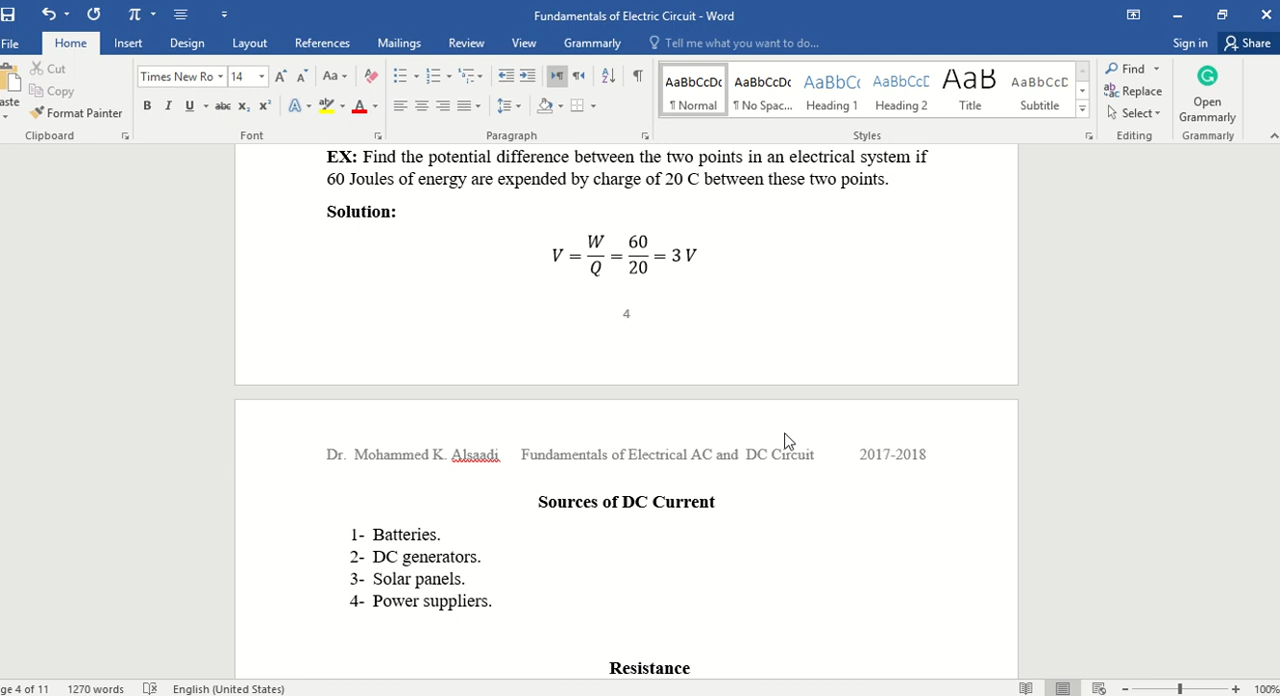 Fundamentals of Electric Circuit - Word
File Home Insert Design Layout References Mailings Review View Grammarly Tell me what you want to do... Sign in Share
Cut
Copy
Format Painter
aste
Clipboard
Times New Ro 14
Font
Paragraph
AaBbCcDc AaBbCcDc AaBbCc AaBbCcD AaB AaBbCcD
¶ Normal ¶ No Spac... Heading 1 Heading 2 Title Subtitle
Styles
Find
Replace
Select
Editing
Open
Grammarly
Grammarly
EX: Find the potential difference between the two points in an electrical system if
60 Joules of energy are expended by charge of 20 C between these two points.
Solution:
V = W/Q = 60/20 = 3 V
4
Dr. Mohammed K. Alsaadi Fundamentals of Electrical AC and DC Circuit 2017-2018
Sources of DC Current
1- Batteries.
2- DC generators.
3- Solar panels.
4- Power suppliers.
Resistance
ge 4 of 11 1270 words English (United States) 100%